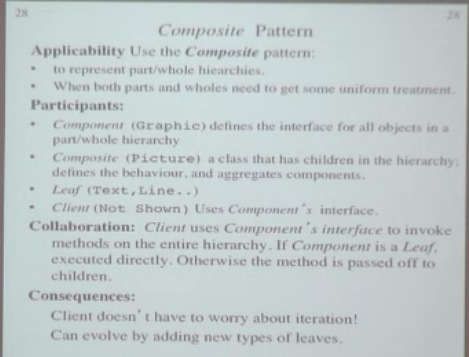 28 28
Composite Pattern
Applicability Use the Composite pattern:
• to represent part/whole hiearchies.
• When both parts and wholes need to get some uniform treatment.
Participants:
• Component (Graphic) defines the interface for all objects in a
part/whole hierarchy
• Composite (Picture) a class that has children in the hierarchy;
defines the behaviour, and aggregates components.
• Leaf (Text,Line..)
• Client (Not Shown) Uses Component's interface.
Collaboration: Client uses Component's interface to invoke
methods on the entire hierarchy. If Component is a Leaf,
executed directly. Otherwise the method is passed off to
children.
Consequences:
Client doesn't have to worry about iteration!
Can evolve by adding new types of leaves.